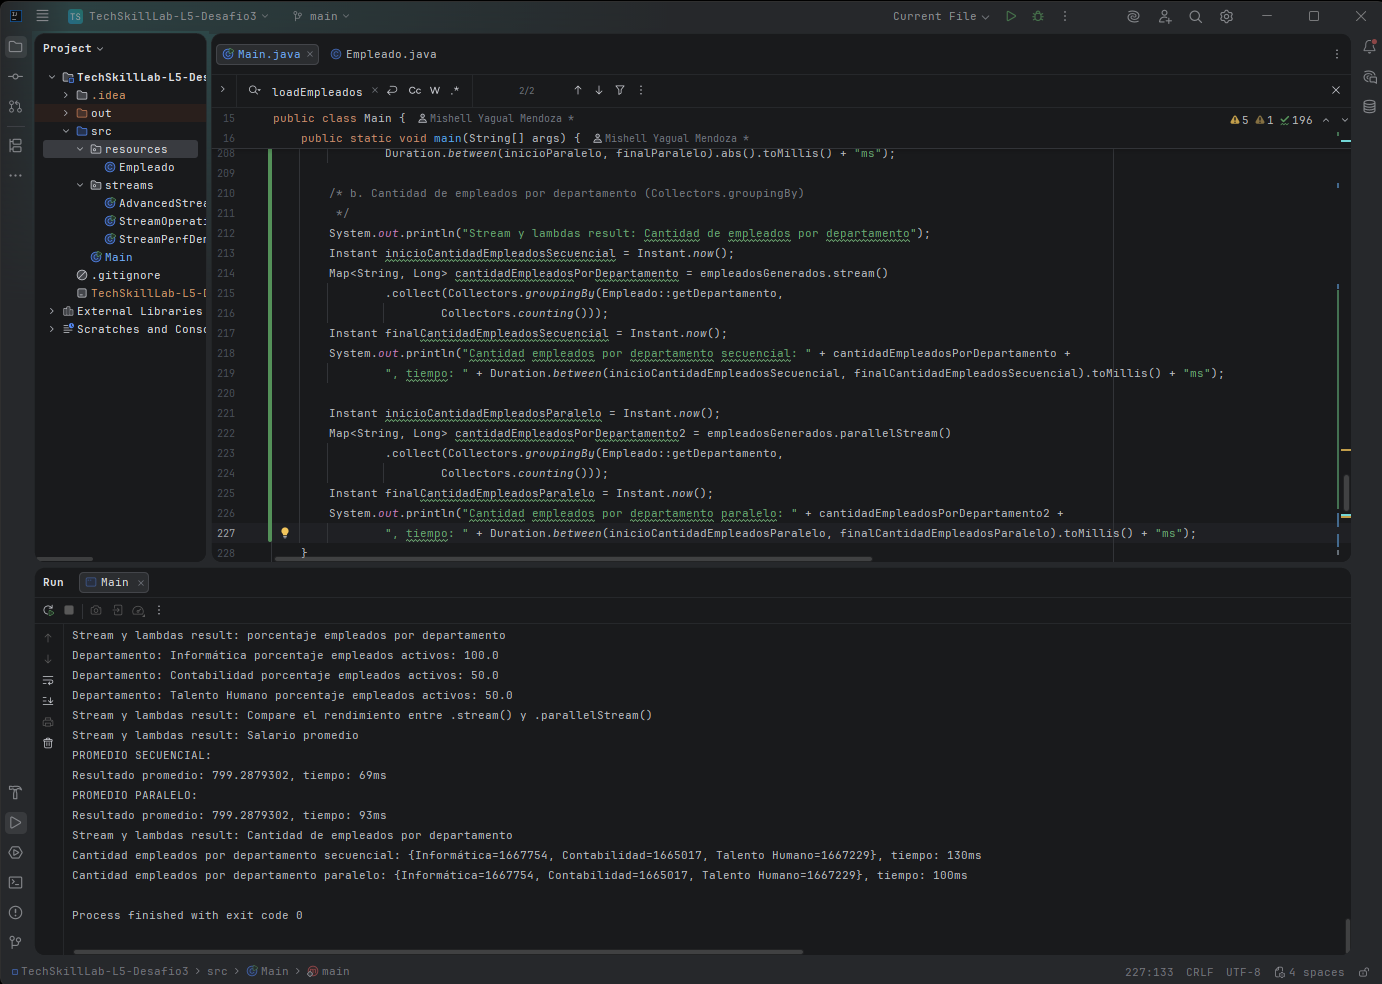 TS TechSkillLab-L5-Desafio3 main Current File
Project
Main.java Empleado.java
loadEmpleados Cc W .* 2/2
TechSkillLab-L5-Des
.idea
out
src
resources
Empleado
streams
AdvancedStrea
StreamOperati
StreamPerfDem
Main
.gitignore
TechSkillLab-L5-D
External Libraries
Scratches and Conso
15 public class Main { Mishell Yagual Mendoza *
5 1 196
16 public static void main(String[] args) { Mishell Yagual Mendoza *
208 Duration.between(inicioParalelo, finalParalelo).abs().toMillis() + "ms");
209
210 /* b. Cantidad de empleados por departamento (Collectors.groupingBy)
211 */
212 System.out.println("Stream y lambdas result: Cantidad de empleados por departamento");
213 Instant inicioCantidadEmpleadosSecuencial = Instant.now();
214 Map<String, Long> cantidadEmpleadosPorDepartamento = empleadosGenerados.stream()
215 .collect(Collectors.groupingBy(Empleado::getDepartamento,
216 Collectors.counting()));
217 Instant finalCantidadEmpleadosSecuencial = Instant.now();
218 System.out.println("Cantidad empleados por departamento secuencial: " + cantidadEmpleadosPorDepartamento +
219 ", tiempo: " + Duration.between(inicioCantidadEmpleadosSecuencial, finalCantidadEmpleadosSecuencial).toMillis() + "ms");
220
221 Instant inicioCantidadEmpleadosParalelo = Instant.now();
222 Map<String, Long> cantidadEmpleadosPorDepartamento2 = empleadosGenerados.parallelStream()
223 .collect(Collectors.groupingBy(Empleado::getDepartamento,
224 Collectors.counting()));
225 Instant finalCantidadEmpleadosParalelo = Instant.now();
226 System.out.println("Cantidad empleados por departamento paralelo: " + cantidadEmpleadosPorDepartamento2 +
227 ", tiempo: " + Duration.between(inicioCantidadEmpleadosParalelo, finalCantidadEmpleadosParalelo).toMillis() + "ms");
228 }
Run Main
Stream y lambdas result: porcentaje empleados por departamento
Departamento: Informática porcentaje empleados activos: 100.0
Departamento: Contabilidad porcentaje empleados activos: 50.0
Departamento: Talento Humano porcentaje empleados activos: 50.0
Stream y lambdas result: Compare el rendimiento entre .stream() y .parallelStream()
Stream y lambdas result: Salario promedio
PROMEDIO SECUENCIAL:
Resultado promedio: 799.2879302, tiempo: 69ms
PROMEDIO PARALELO:
Resultado promedio: 799.2879302, tiempo: 93ms
Stream y lambdas result: Cantidad de empleados por departamento
Cantidad empleados por departamento secuencial: {Informática=1667754, Contabilidad=1665017, Talento Humano=1667229}, tiempo: 130ms
Cantidad empleados por departamento paralelo: {Informática=1667754, Contabilidad=1665017, Talento Humano=1667229}, tiempo: 100ms
Process finished with exit code 0
TechSkillLab-L5-Desafio3 > src > Main > main 227:133 CRLF UTF-8 4 spaces